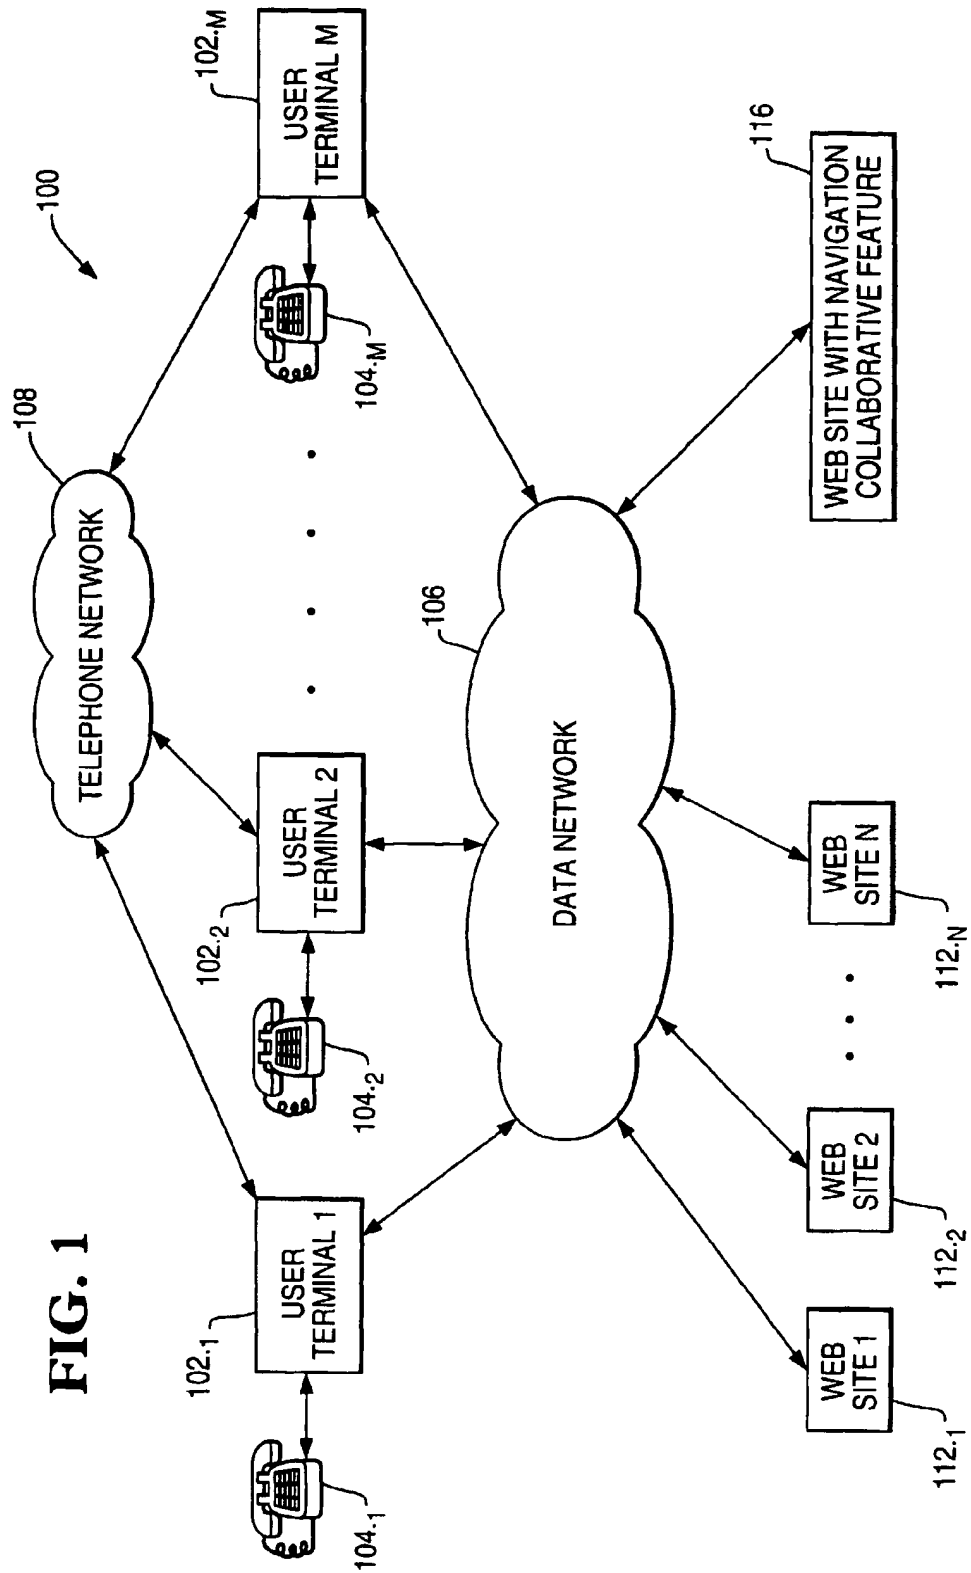 FIG. 1
100
108
TELEPHONE NETWORK
102.1
USER
TERMINAL 1
102.2
USER
TERMINAL 2
102.M
USER
TERMINAL M
104.1
104.2
104.M
106
DATA NETWORK
116
WEB SITE WITH NAVIGATION
COLLABORATIVE FEATURE
WEB
SITE 1
WEB
SITE 2
WEB
SITE N
112.1
112.2
112.N